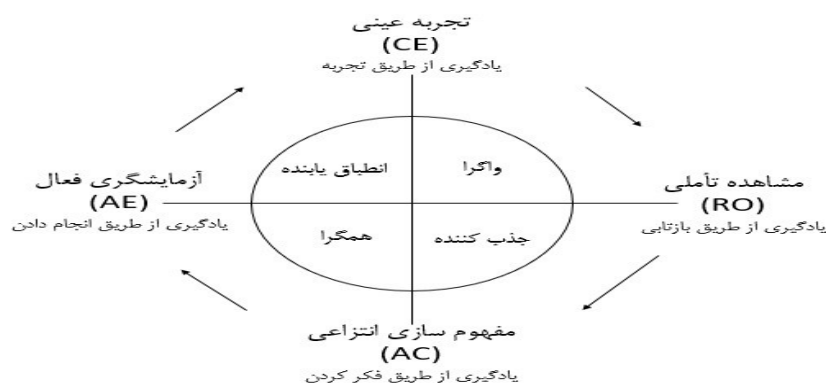 تجربه عینی
(CE)
یادگیری از طریق تجربه
واگرا
انطباق یابنده
مشاهده تأملی
(RO)
یادگیری از طریق بازتابی
آزمایشگری فعال
(AE)
یادگیری از طریق انجام دادن
جذب کننده
همگرا
مفهوم سازی انتزاعی
(AC)
یادگیری از طریق فکر کردن